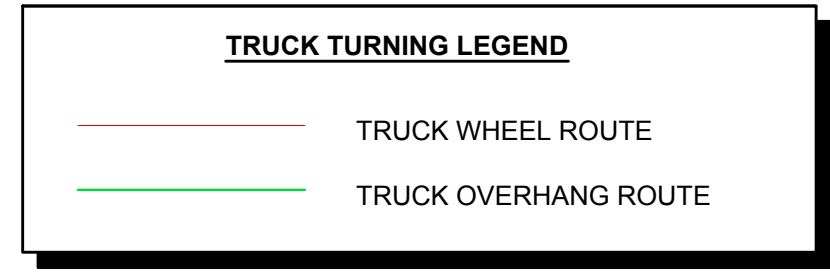 TRUCK TURNING LEGEND
TRUCK WHEEL ROUTE
TRUCK OVERHANG ROUTE